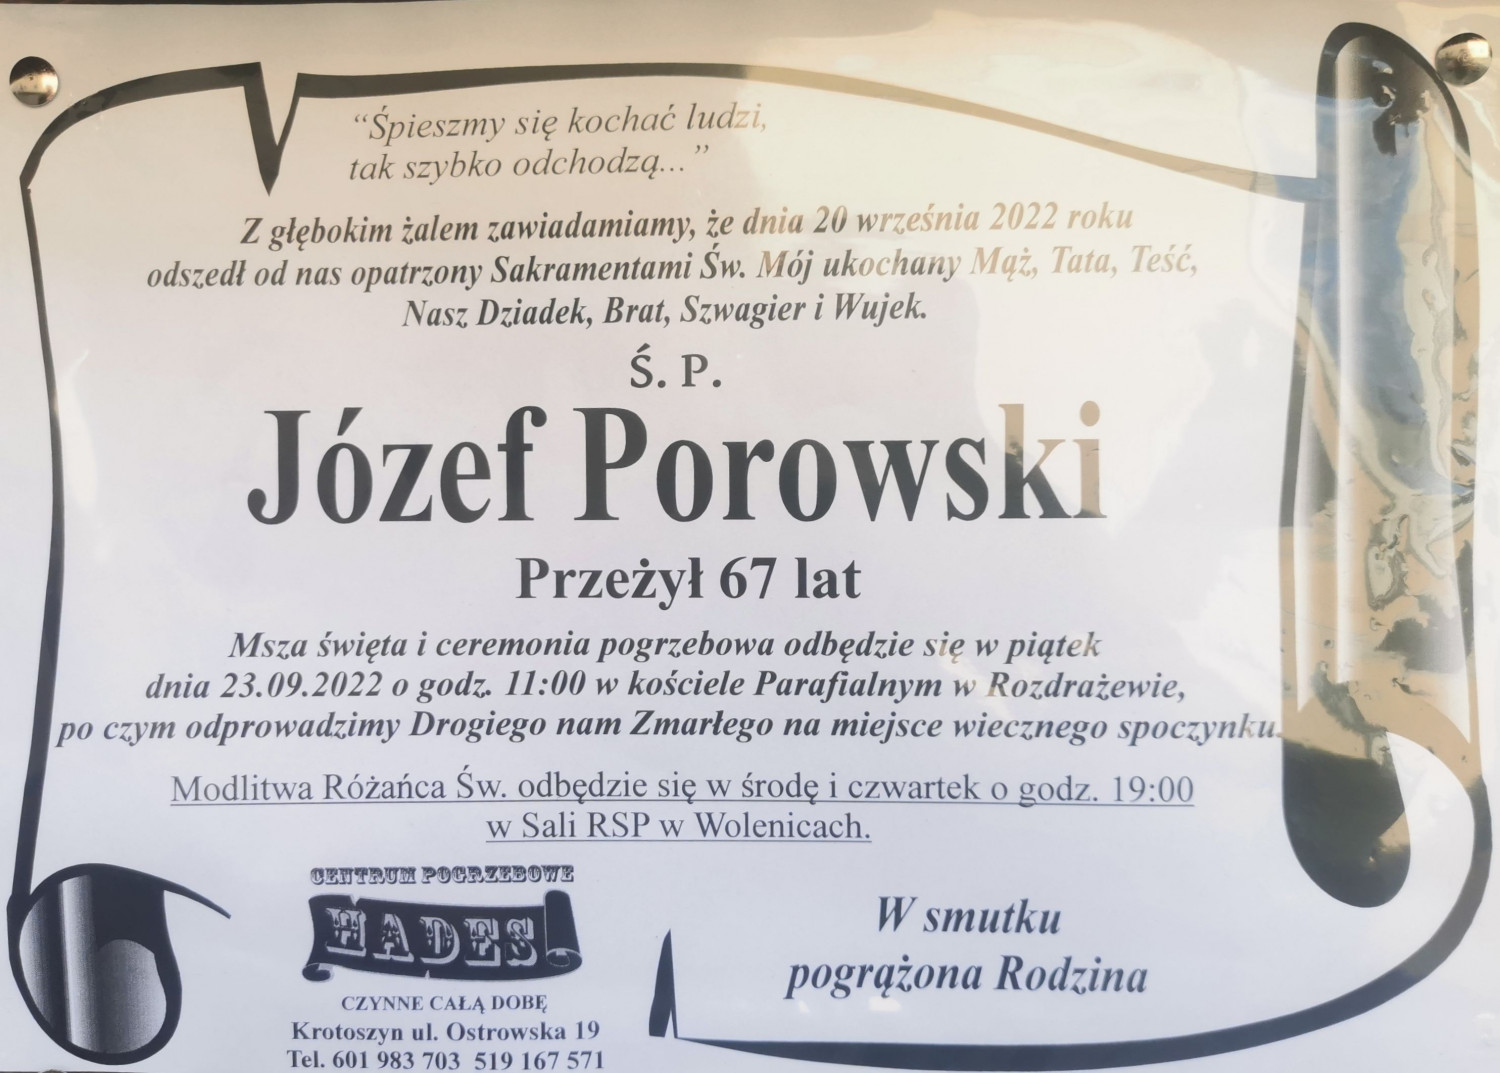 “Śpieszmy się kochać ludzi,
tak szybko odchodzą...”
Z głębokim żalem zawiadamiamy, że dnia 20 września 2022 roku
odszedł od nas opatrzony Sakramentami Św. Mój ukochany Mąż, Tata, Teść,
Nasz Dziadek, Brat, Szwagier i Wujek.
Ś. P.
Józef Porowski
Przeżył 67 lat
Msza święta i ceremonia pogrzebowa odbędzie się w piątek
dnia 23.09.2022 o godz. 11:00 w kościele Parafialnym w Rozdrażewie,
po czym odprowadzimy Drogiego nam Zmarłego na miejsce wiecznego spoczynku.
Modlitwa Różańca Św. odbędzie się w środę i czwartek o godz. 19:00
w Sali RSP w Wolenicach.
CENTRUM POGRZEBOWE
HADES
CZYNNE CAŁĄ DOBĘ
Krotoszyn ul. Ostrowska 19
Tel. 601 983 703 519 167 571
W smutku
pogrążona Rodzina